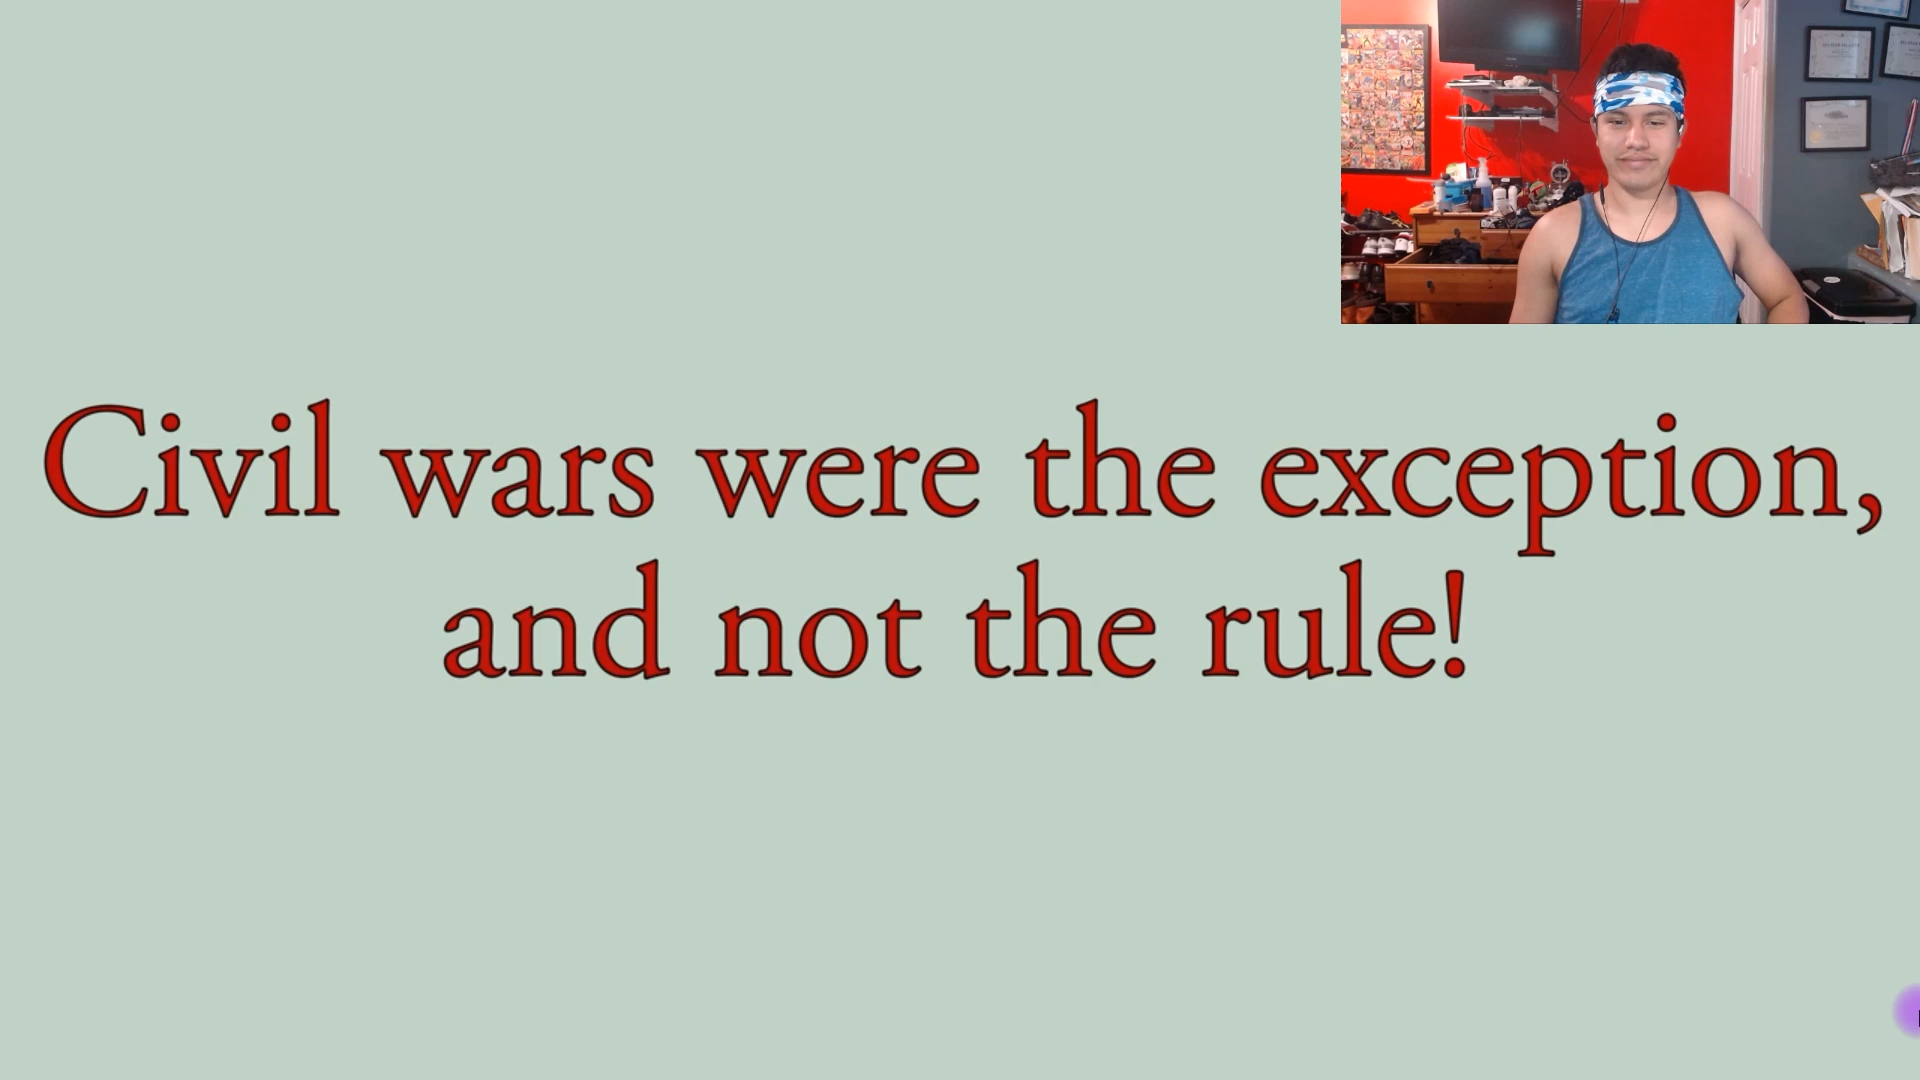 Civil wars were the exception,
and not the rule!